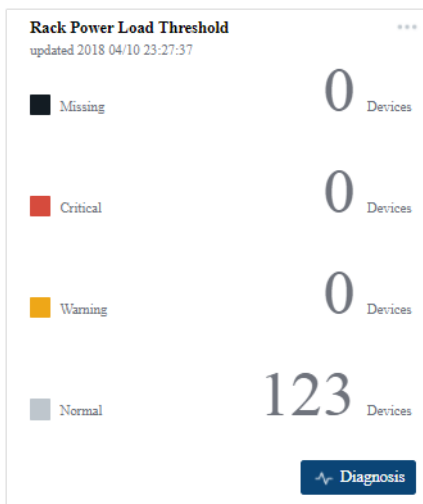 Rack Power Load Threshold
updated 2018 04/10 23:27:37
Missing 0 Devices
Critical 0 Devices
Warning 0 Devices
Normal 123 Devices
Diagnosis